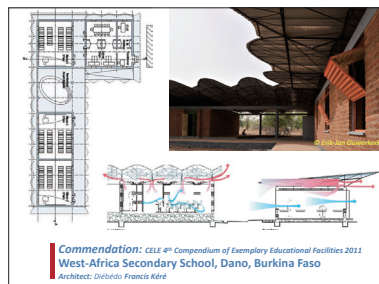 © Erik-Jan Ouwerkerk
Commendation: CELE 4th Compendium of Exemplary Educational Facilities 2011
West-Africa Secondary School, Dano, Burkina Faso
Architect: Diébédo Francis Kéré